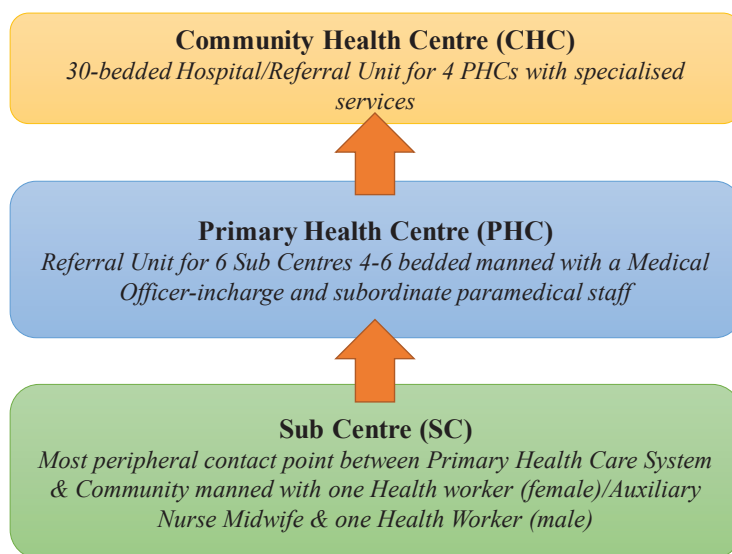 Community Health Centre (CHC)
30-bedded Hospital/Referral Unit for 4 PHCs with specialised
services
Primary Health Centre (PHC)
Referral Unit for 6 Sub Centres 4-6 bedded manned with a Medical
Officer-incharge and subordinate paramedical staff
Sub Centre (SC)
Most peripheral contact point between Primary Health Care System
& Community manned with one Health worker (female)/Auxiliary
Nurse Midwife & one Health Worker (male)